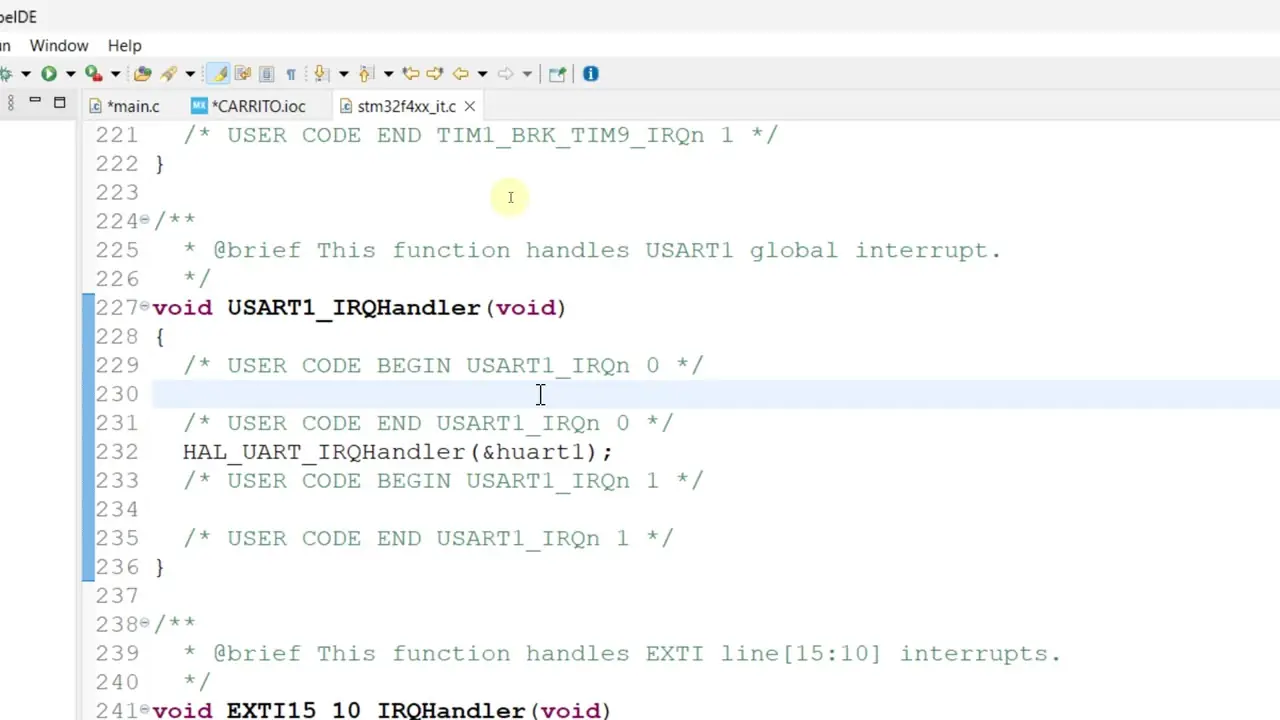 beIDE
un Window Help
*main.c *CARRITO.ioc stm32f4xx_it.c
221 /* USER CODE END TIM1_BRK_TIM9_IRQn 1 */
222 }
223
224 /**
225 * @brief This function handles USART1 global interrupt.
226 */
227 void USART1_IRQHandler(void)
228 {
229 /* USER CODE BEGIN USART1_IRQn 0 */
230
231 /* USER CODE END USART1_IRQn 0 */
232 HAL_UART_IRQHandler(&huart1);
233 /* USER CODE BEGIN USART1_IRQn 1 */
234
235 /* USER CODE END USART1_IRQn 1 */
236 }
237
238 /**
239 * @brief This function handles EXTI line[15:10] interrupts.
240 */
241 void EXTI15_10_IRQHandler(void)